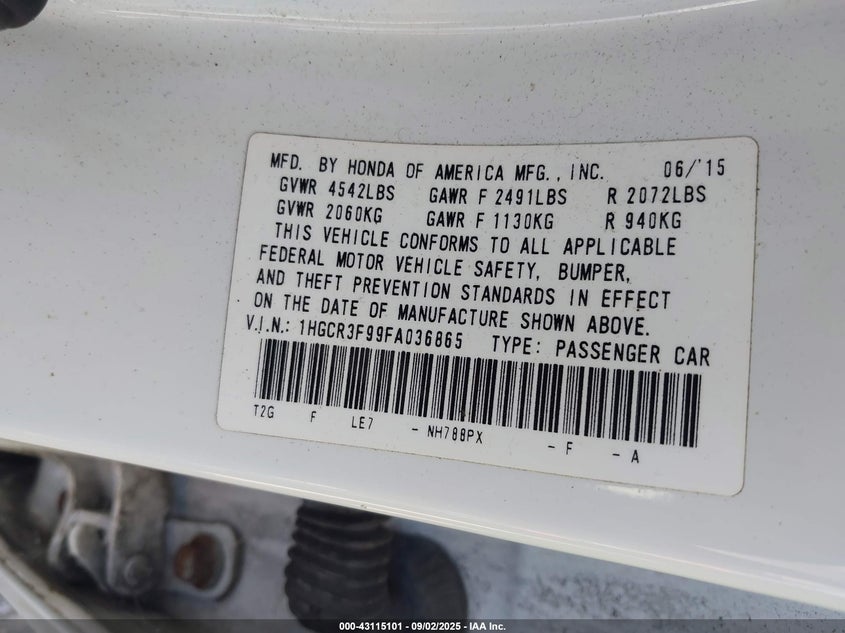 MFD. BY HONDA OF AMERICA MFG., INC. 06/'15
GVWR 4542LBS GAWR F 2491LBS R 2072LBS
GVWR 2060KG GAWR F 1130KG R 940KG
THIS VEHICLE CONFORMS TO ALL APPLICABLE
FEDERAL MOTOR VEHICLE SAFETY, BUMPER,
AND THEFT PREVENTION STANDARDS IN EFFECT
ON THE DATE OF MANUFACTURE SHOWN ABOVE.
V.I.N.: 1HGCR3F99FA036865 TYPE: PASSENGER CAR
T2G F LE7 - NH788PX - F - A
000-43115101 - 09/02/2025 - IAA Inc.